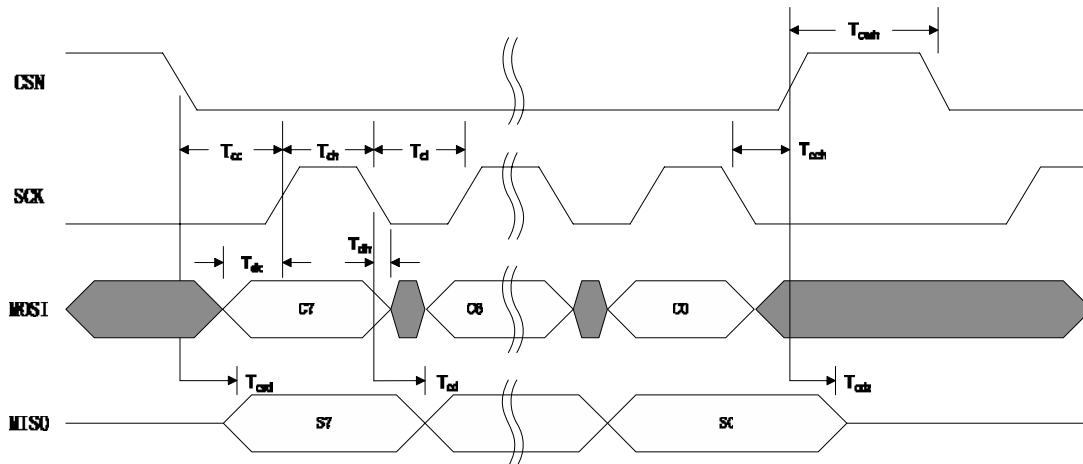 Tcwh
CSN
Tcc Tch Tcl Tcch
SCK
Tdh
Tdc
MOSI C7 C6 C0
Tcsd Tcd Tcdz
MISO S7 S0